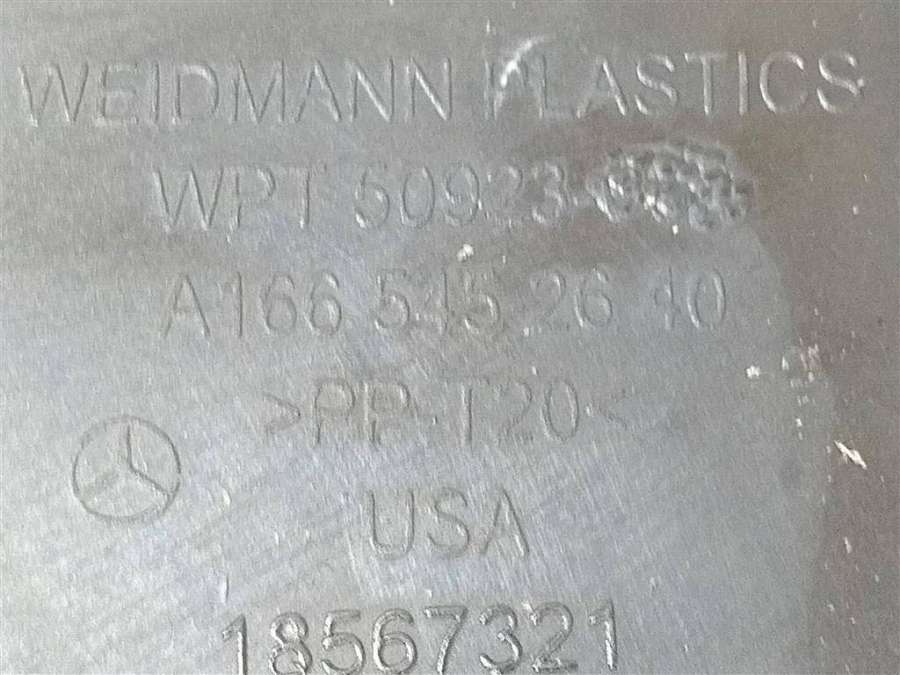 WEIDMANN PLASTICS
WPT 50923-
A166 545 26 40
>PP-T20<
USA
18567321